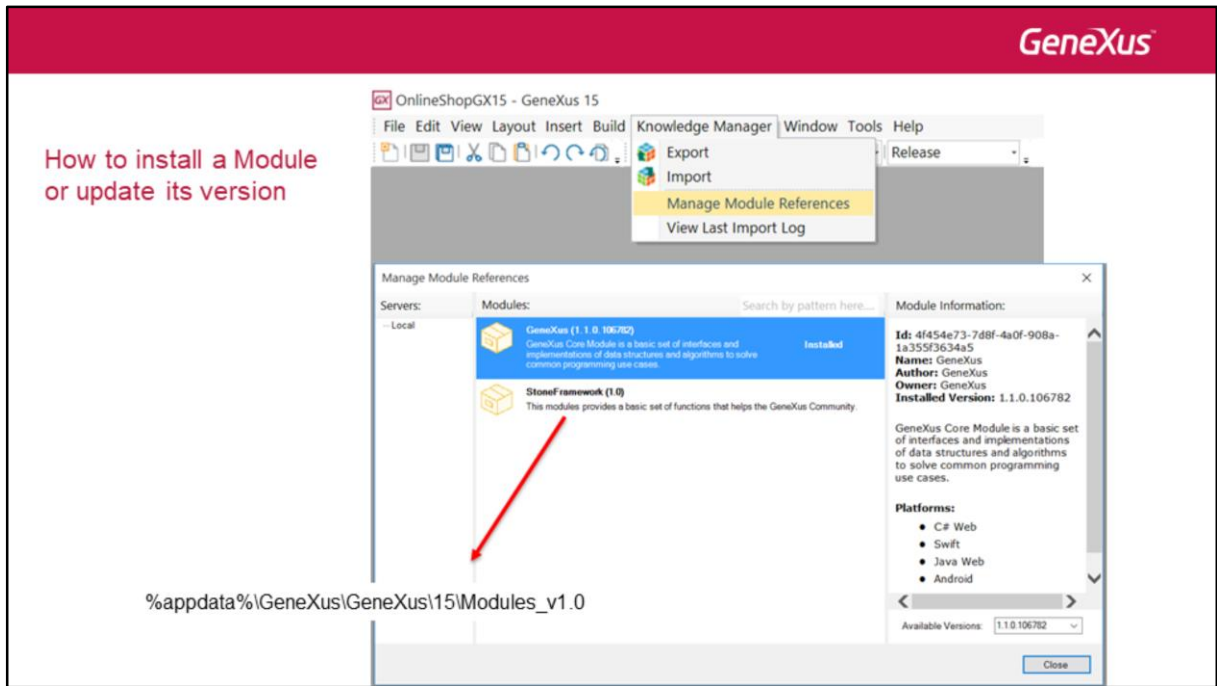 GeneXus
How to install a Module
or update its version
GX OnlineShopGX15 - GeneXus 15
File Edit View Layout Insert Build Knowledge Manager Window Tools Help
Release
Export
Import
Manage Module References
View Last Import Log
Manage Module References
Servers:
Modules:
Search by pattern here...
Module Information:
Local
GeneXus (1.1.0.106782)
GeneXus Core Module is a basic set of interfaces and
implementations of data structures and algorithms to solve
common programming use cases.
Installed
StoneFramework (1.0)
This modules provides a basic set of functions that helps the GeneXus Community.
Id: 4f454e73-7d8f-4a0f-908a-
1a355f3634a5
Name: GeneXus
Author: GeneXus
Owner: GeneXus
Installed Version: 1.1.0.106782
GeneXus Core Module is a basic set
of interfaces and implementations
of data structures and algorithms
to solve common programming
use cases.
Platforms:
• C# Web
• Swift
• Java Web
• Android
Available Versions: 1.1.0.106782
Close
%appdata%\GeneXus\GeneXus\15\Modules_v1.0